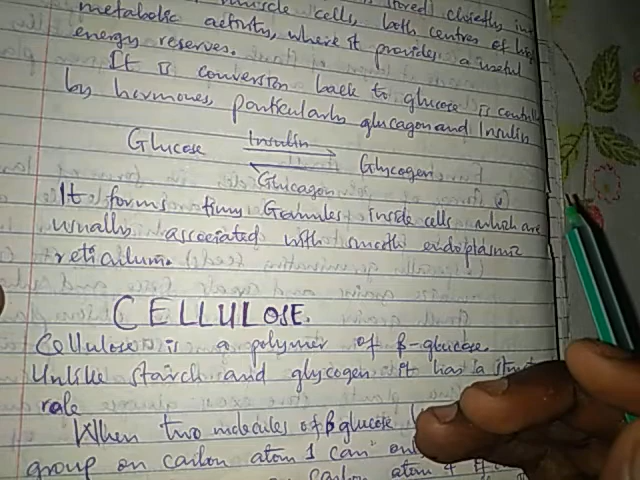 muscle cells, both centres of high
metabolic activity, where it provides a useful
energy reserves.
It is conversion back to glucose is
by hormones, particularly glucagon and Insulin
Glucose Insulin Glycogen
Glucagon
It forms tiny Granules inside cells which are
usually associated with smooth endoplasmic
CELLULOSE.
Cellulose is a polymer of β-glucose.
Unlike starch and glycogen it has a
role
When two molecules of β glucose
group on carbon atom 1 can
carbon atom 4